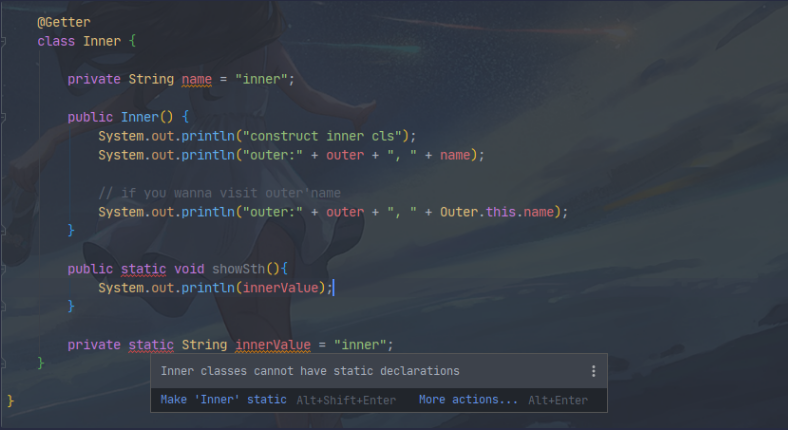 @Getter
class Inner {
private String name = "inner";
public Inner() {
System.out.println("construct inner cls");
System.out.println("outer:" + outer + ", " + name);
// if you wanna visit outer'name
System.out.println("outer:" + outer + ", " + Outer.this.name);
}
public static void showSth(){
System.out.println(innerValue);
}
private static String innerValue = "inner";
}
Inner classes cannot have static declarations
Make 'Inner' static Alt+Shift+Enter More actions... Alt+Enter
}